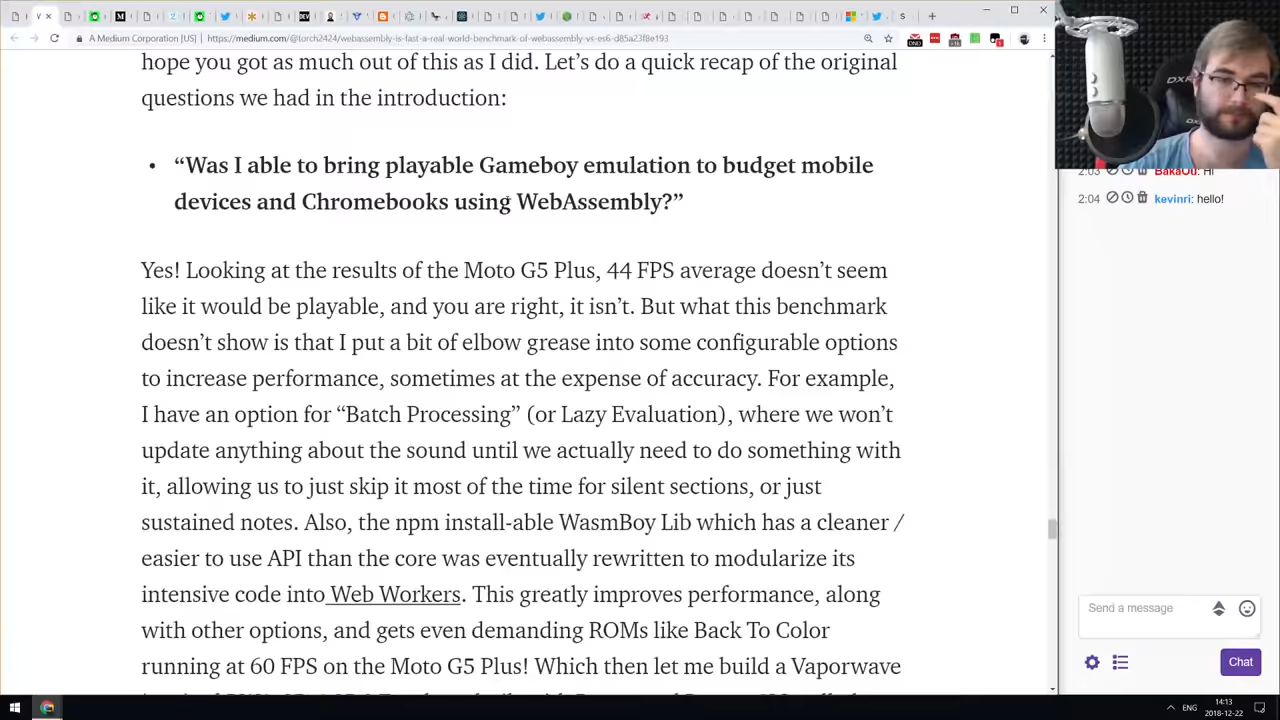 A Medium Corporation [US]
https://medium.com/@torch2424/webassembly-is-fast-a-real-world-benchmark-of-webassembly-vs-es6-d85a23f8e193
hope you got as much out of this as I did. Let’s do a quick recap of the original
questions we had in the introduction:
• “Was I able to bring playable Gameboy emulation to budget mobile
devices and Chromebooks using WebAssembly?”
Yes! Looking at the results of the Moto G5 Plus, 44 FPS average doesn’t seem
like it would be playable, and you are right, it isn’t. But what this benchmark
doesn’t show is that I put a bit of elbow grease into some configurable options
to increase performance, sometimes at the expense of accuracy. For example,
I have an option for “Batch Processing” (or Lazy Evaluation), where we won’t
update anything about the sound until we actually need to do something with
it, allowing us to just skip it most of the time for silent sections, or just
sustained notes. Also, the npm install-able WasmBoy Lib which has a cleaner /
easier to use API than the core was eventually rewritten to modularize its
intensive code into Web Workers. This greatly improves performance, along
with other options, and gets even demanding ROMs like Back To Color
running at 60 FPS on the Moto G5 Plus! Which then let me build a Vaporwave
2:03 BakaOu: Hi
2:04 kevinri: hello!
Send a message
Chat
ENG
14:13
2018-12-22